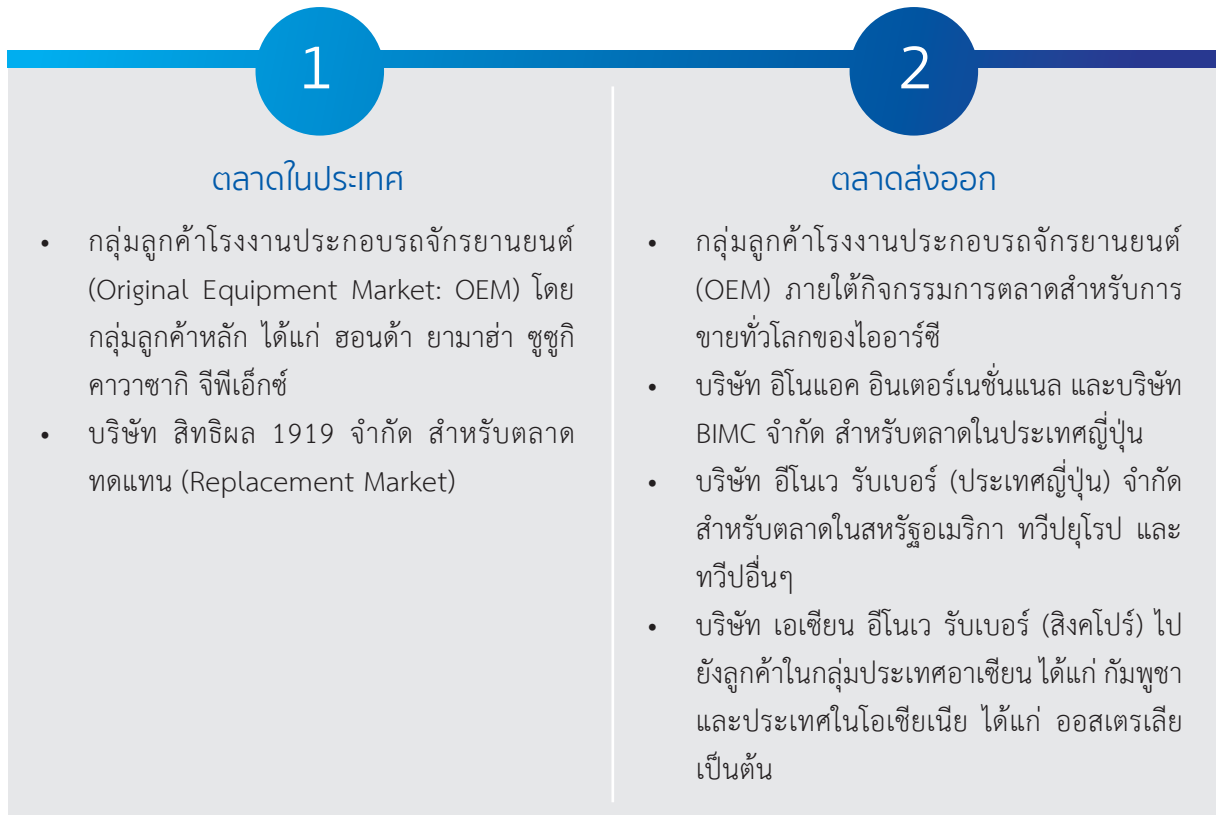 1
ตลาดในประเทศ
• กลุ่มลูกค้าโรงงานประกอบรถจักรยานยนต์
(Original Equipment Market: OEM) โดย
กลุ่มลูกค้าหลัก ได้แก่ ฮอนด้า ยามาฮ่า ซูซูกิ
คาวาซากิ จีพีเอ็กซ์
• บริษัท สิทธิผล 1919 จำกัด สำหรับตลาด
ทดแทน (Replacement Market)
2
ตลาดส่งออก
• กลุ่มลูกค้าโรงงานประกอบรถจักรยานยนต์
(OEM) ภายใต้กิจกรรมการตลาดสำหรับการ
ขายทั่วโลกของไออาร์ซี
• บริษัท อิโนแอค อินเตอร์เนชั่นแนล และบริษัท
BIMC จำกัด สำหรับตลาดในประเทศญี่ปุ่น
• บริษัท อีโนเว รับเบอร์ (ประเทศญี่ปุ่น) จำกัด
สำหรับตลาดในสหรัฐอเมริกา ทวีปยุโรป และ
ทวีปอื่นๆ
• บริษัท เอเชียน อีโนเว รับเบอร์ (สิงคโปร์) ไป
ยังลูกค้าในกลุ่มประเทศอาเซียน ได้แก่ กัมพูชา
และประเทศในโอเชียเนีย ได้แก่ ออสเตรเลีย
เป็นต้น